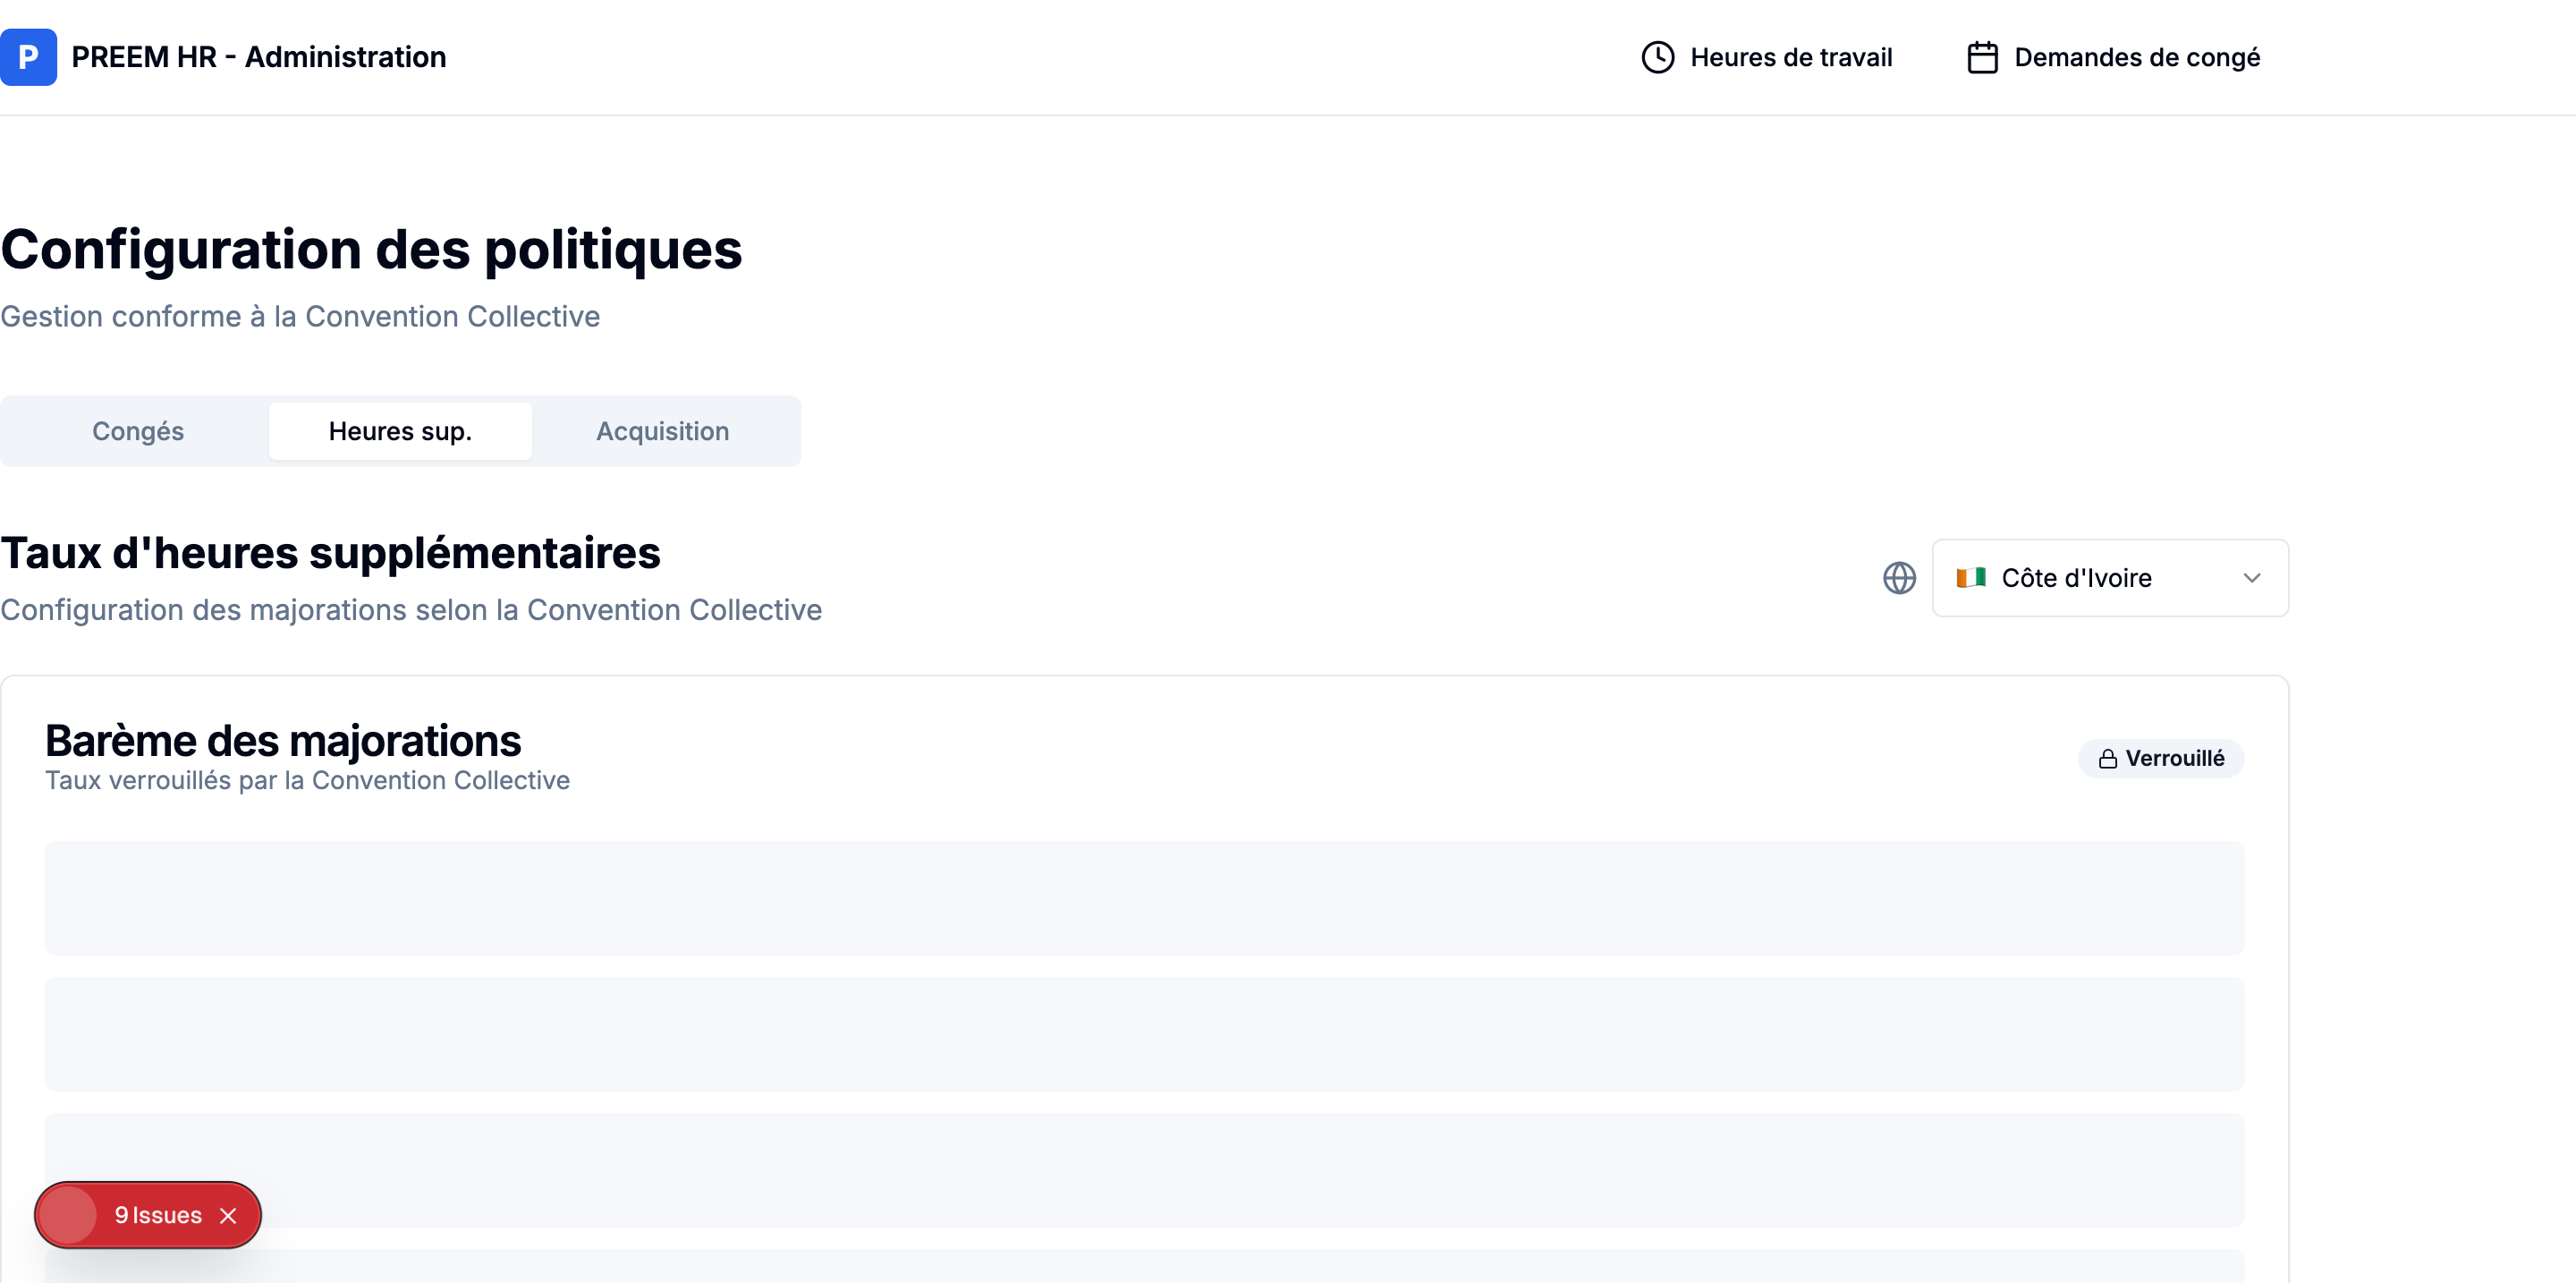 P PREEM HR - Administration
Heures de travail
Demandes de congé
Configuration des politiques
Gestion conforme à la Convention Collective
Congés
Heures sup.
Acquisition
Taux d'heures supplémentaires
Configuration des majorations selon la Convention Collective
Côte d'Ivoire
Barème des majorations
Taux verrouillés par la Convention Collective
Verrouillé
9 Issues